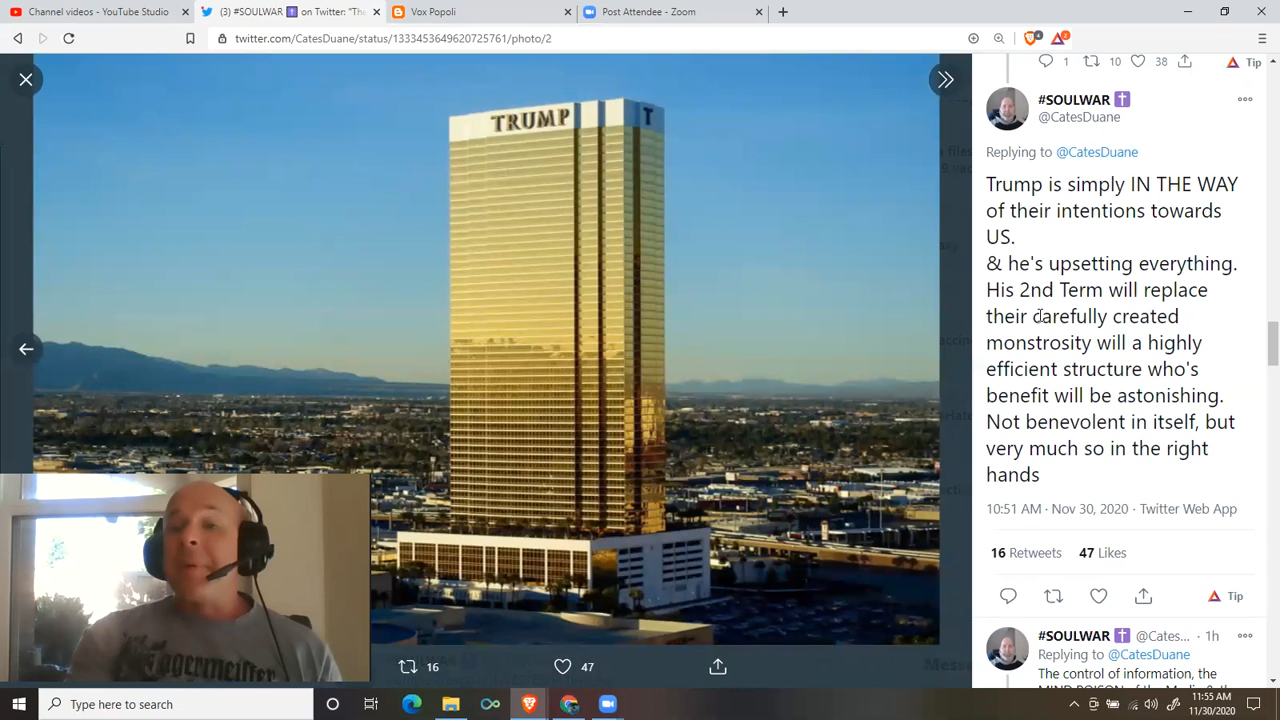 Channel videos - YouTube Studio
(3) #SOULWAR on Twitter: "The
Vox Popoli
Post Attendee - Zoom
twitter.com/CatesDuane/status/1333453649620725761/photo/2
4
2
TRUMP
T
16
47
1
10
38
Tip
#SOULWAR
@CatesDuane
Replying to @CatesDuane
Trump is simply IN THE WAY
of their intentions towards
US.
& he's upsetting everything.
His 2nd Term will replace
their carefully created
monstrosity will a highly
efficient structure who's
benefit will be astonishing.
Not benevolent in itself, but
very much so in the right
hands
10:51 AM · Nov 30, 2020 · Twitter Web App
16 Retweets 47 Likes
Tip
#SOULWAR @Cates... · 1h
Replying to @CatesDuane
The control of information, the
Type here to search
11:55 AM
11/30/2020